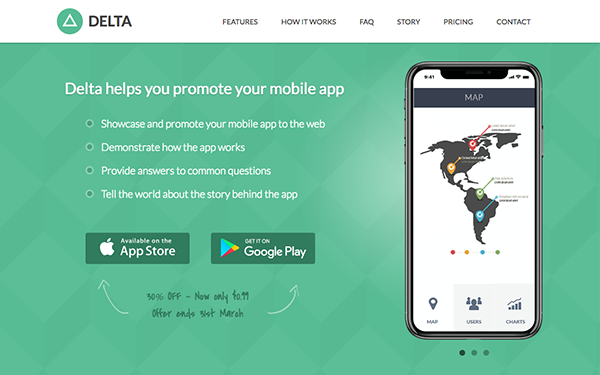 DELTA
FEATURES HOW IT WORKS FAQ STORY PRICING CONTACT
Delta helps you promote your mobile app
Showcase and promote your mobile app to the web
Demonstrate how the app works
Provide answers to common questions
Tell the world about the story behind the app
Available on the
App Store
GET IT ON
Google Play
30% OFF - Now only $0.99
Offer ends 31st March
9:41
MAP
MAP USERS CHARTS